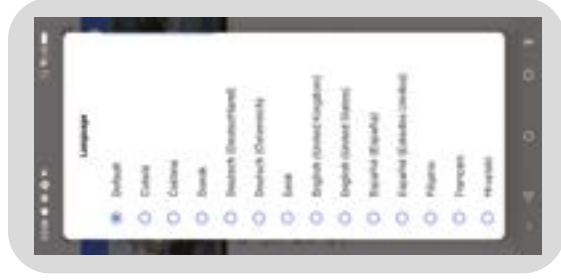 Language
Default
Català
Čeština
Dansk
Deutsch (Deutschland)
Deutsch (Österreich)
Eesti
English (United Kingdom)
English (United States)
Español (España)
Español (Estados Unidos)
Filipino
Français
Hrvatski